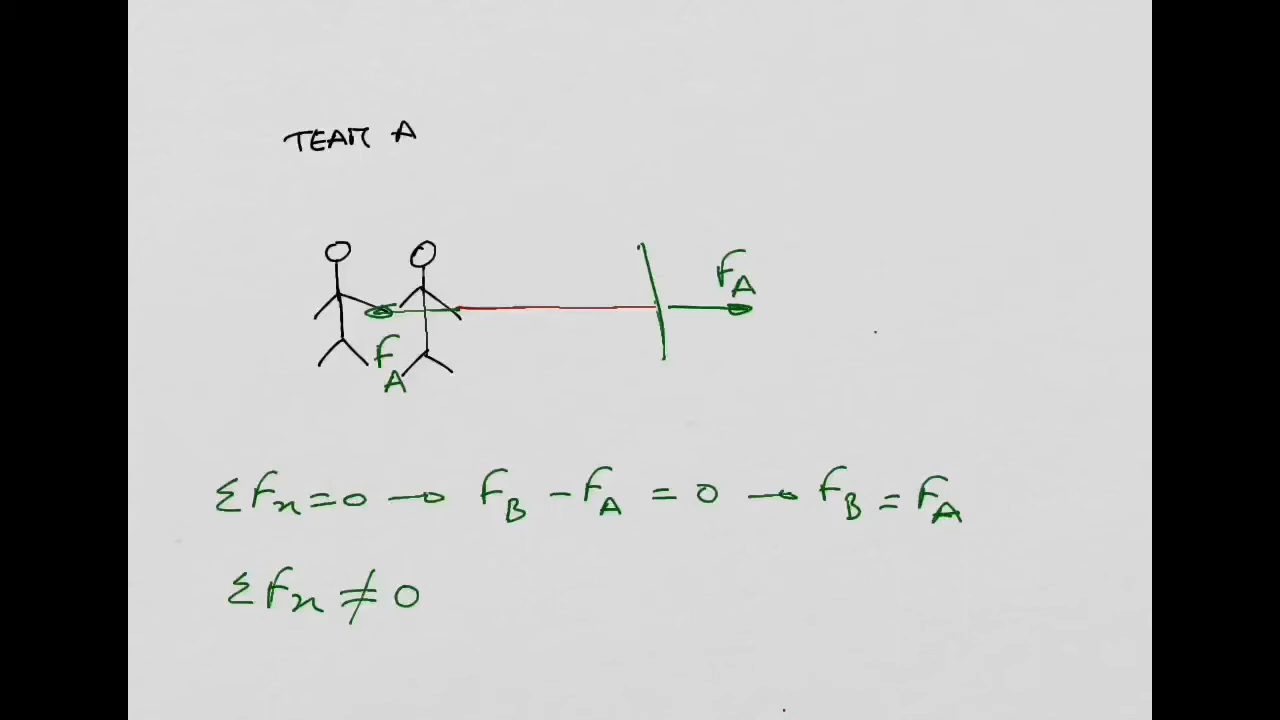 TEAM A
F_A
F_A
ΣF_x = 0 → F_B - F_A = 0 → F_B = F_A
ΣF_x ≠ 0